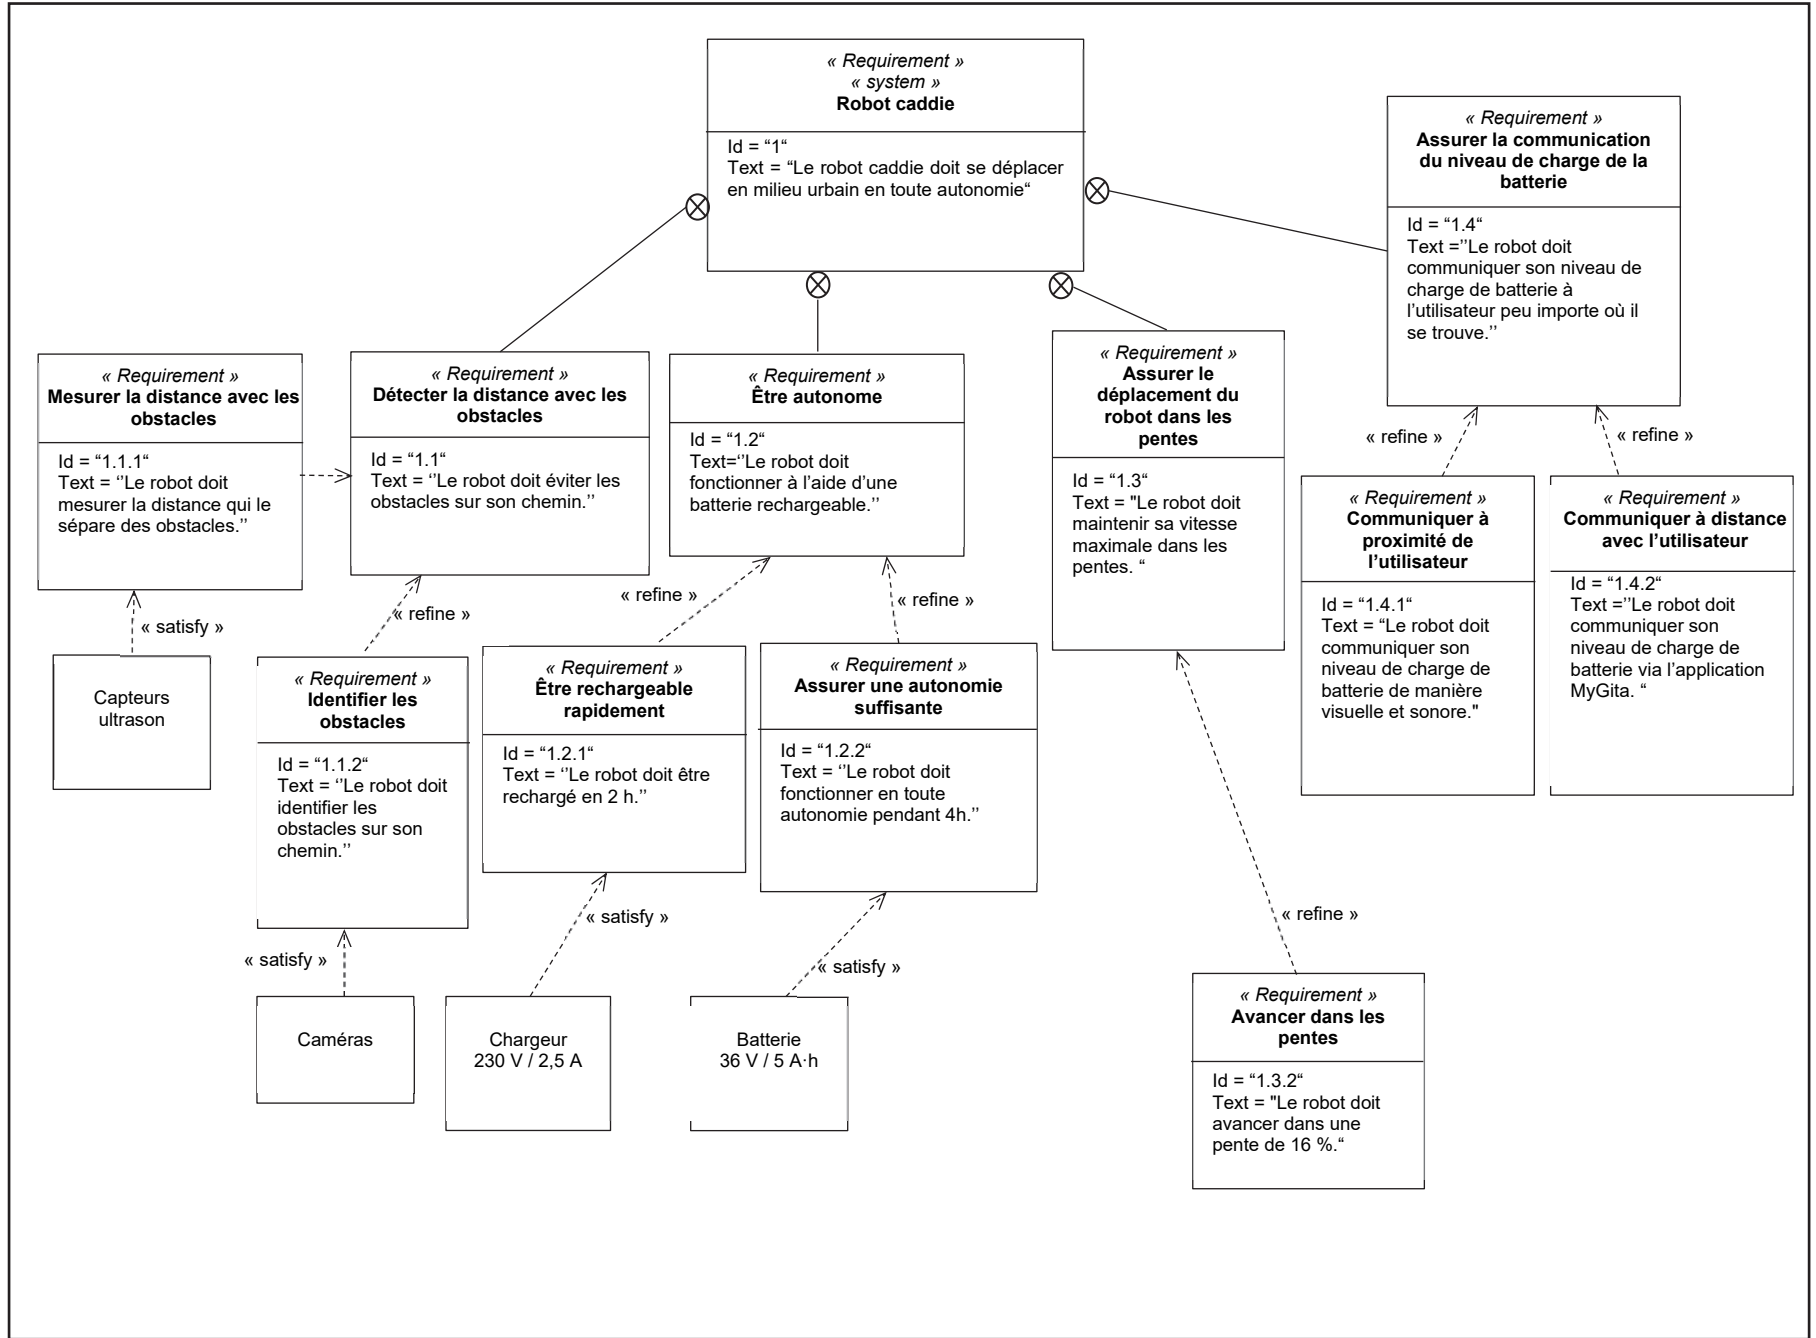 « Requirement »
« system »
Robot caddie
Id = “1“
Text = “Le robot caddie doit se déplacer
en milieu urbain en toute autonomie“
« Requirement »
Assurer la communication
du niveau de charge de la
batterie
Id = “1.4“
Text =’’Le robot doit
communiquer son niveau de
charge de batterie à
l’utilisateur peu importe où il
se trouve.’’
« Requirement »
Mesurer la distance avec les
obstacles
Id = “1.1.1“
Text = ‘’Le robot doit
mesurer la distance qui le
sépare des obstacles.’’
« Requirement »
Détecter la distance avec les
obstacles
Id = “1.1“
Text = ‘’Le robot doit éviter les
obstacles sur son chemin.’’
« Requirement »
Être autonome
Id = “1.2“
Text=‘’Le robot doit
fonctionner à l’aide d’une
batterie rechargeable.’’
« Requirement »
Assurer le
déplacement du
robot dans les
pentes
Id = “1.3“
Text = "Le robot doit
maintenir sa vitesse
maximale dans les
pentes. “
« refine »
« refine »
« Requirement »
Communiquer à
proximité de
l’utilisateur
Id = “1.4.1“
Text = “Le robot doit
communiquer son
niveau de charge de
batterie de manière
visuelle et sonore."
« Requirement »
Communiquer à distance
avec l’utilisateur
Id = “1.4.2“
Text =’’Le robot doit
communiquer son
niveau de charge de
batterie via l’application
MyGita. “
« satisfy »
« refine »
« refine »
« refine »
Capteurs
ultrason
« Requirement »
Identifier les
obstacles
Id = “1.1.2“
Text = ‘’Le robot doit
identifier les
obstacles sur son
chemin.’’
« Requirement »
Être rechargeable
rapidement
Id = “1.2.1“
Text = ‘’Le robot doit être
rechargé en 2 h.’’
« Requirement »
Assurer une autonomie
suffisante
Id = “1.2.2“
Text = ‘’Le robot doit
fonctionner en toute
autonomie pendant 4h.’’
« satisfy »
« satisfy »
« satisfy »
« refine »
Caméras
Chargeur
230 V / 2,5 A
Batterie
36 V / 5 A·h
« Requirement »
Avancer dans les
pentes
Id = “1.3.2“
Text = "Le robot doit
avancer dans une
pente de 16 %.“